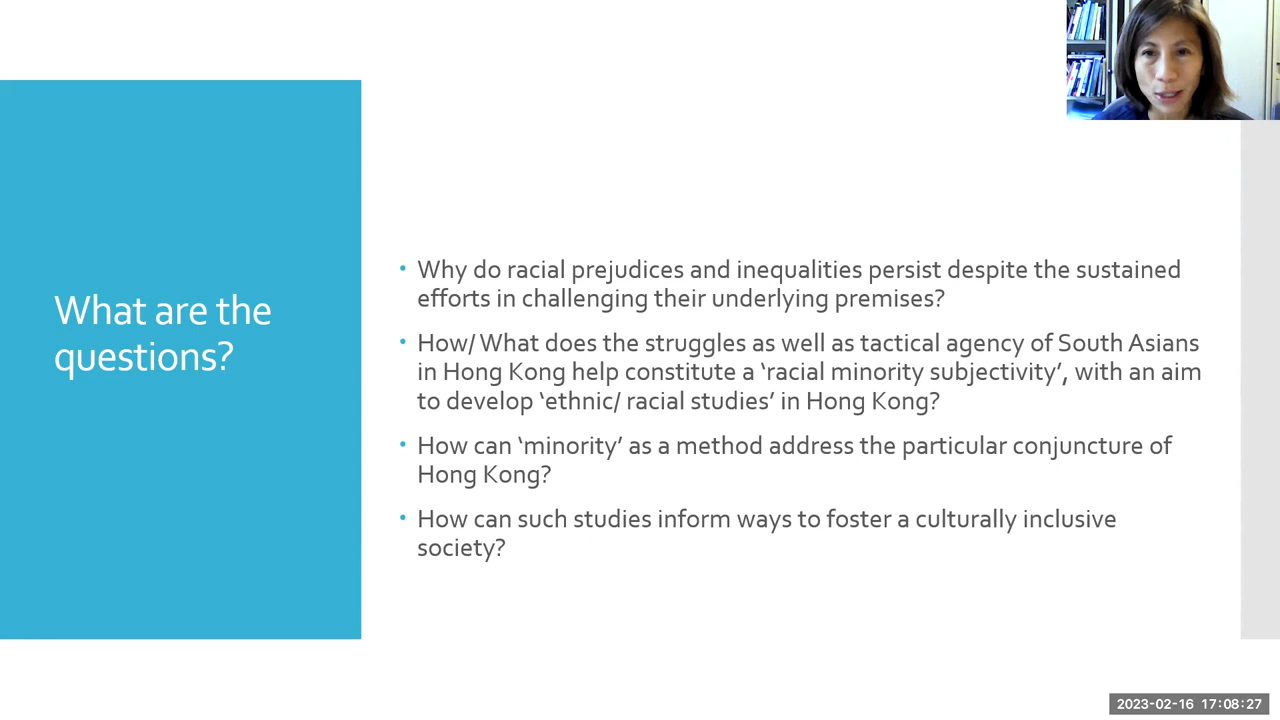 What are the
questions?
• Why do racial prejudices and inequalities persist despite the sustained
efforts in challenging their underlying premises?
• How/ What does the struggles as well as tactical agency of South Asians
in Hong Kong help constitute a ‘racial minority subjectivity’, with an aim
to develop ‘ethnic/ racial studies’ in Hong Kong?
• How can ‘minority’ as a method address the particular conjuncture of
Hong Kong?
• How can such studies inform ways to foster a culturally inclusive
society?
2023-02-16 17:08:27